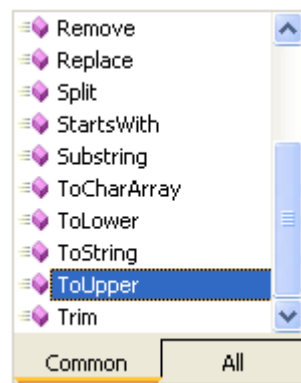 Remove
Replace
Split
StartsWith
Substring
ToCharArray
ToLower
ToString
ToUpper
Trim
Common All